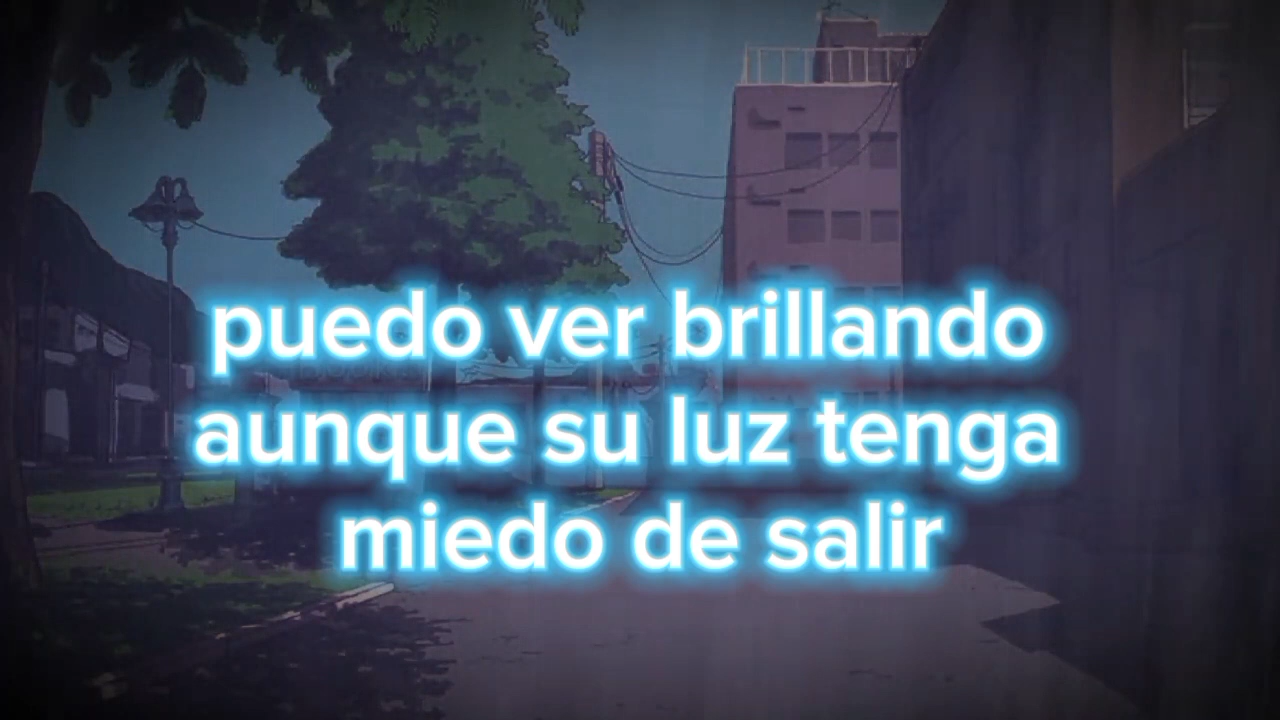 puedo ver brillando
aunque su luz tenga
miedo de salir